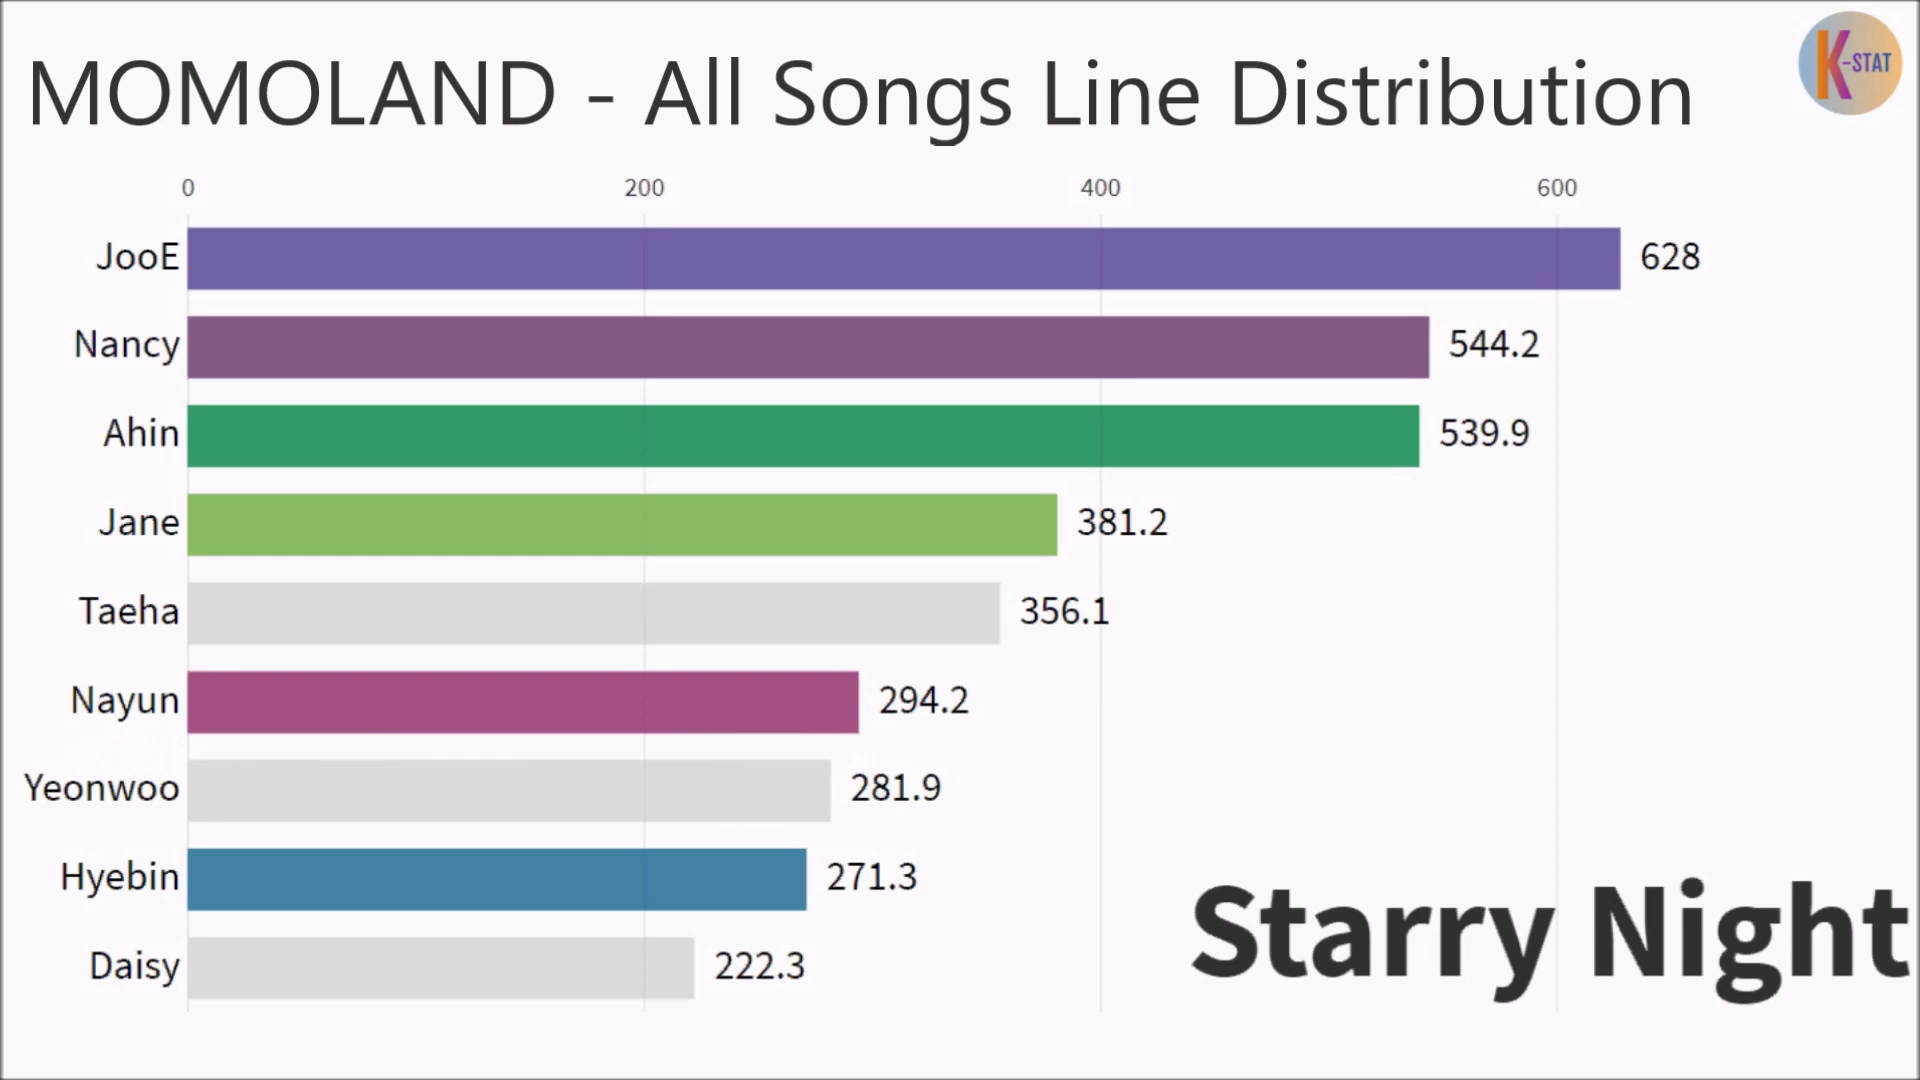 MOMOLAND - All Songs Line Distribution
K-STAT
0 200 400 600
JooE 628
Nancy 544.2
Ahin 539.9
Jane 381.2
Taeha 356.1
Nayun 294.2
Yeonwoo 281.9
Hyebin 271.3
Daisy 222.3
Starry Night